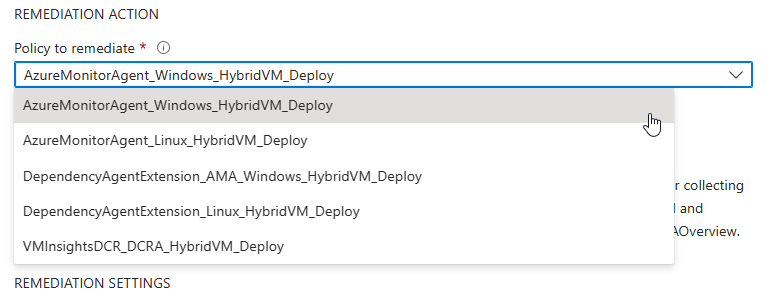 REMEDIATION ACTION
Policy to remediate *
AzureMonitorAgent_Windows_HybridVM_Deploy
AzureMonitorAgent_Windows_HybridVM_Deploy
AzureMonitorAgent_Linux_HybridVM_Deploy
DependencyAgentExtension_AMA_Windows_HybridVM_Deploy
r collecting
DependencyAgentExtension_Linux_HybridVM_Deploy
and
AOverview.
VMInsightsDCR_DCRA_HybridVM_Deploy
REMEDIATION SETTINGS